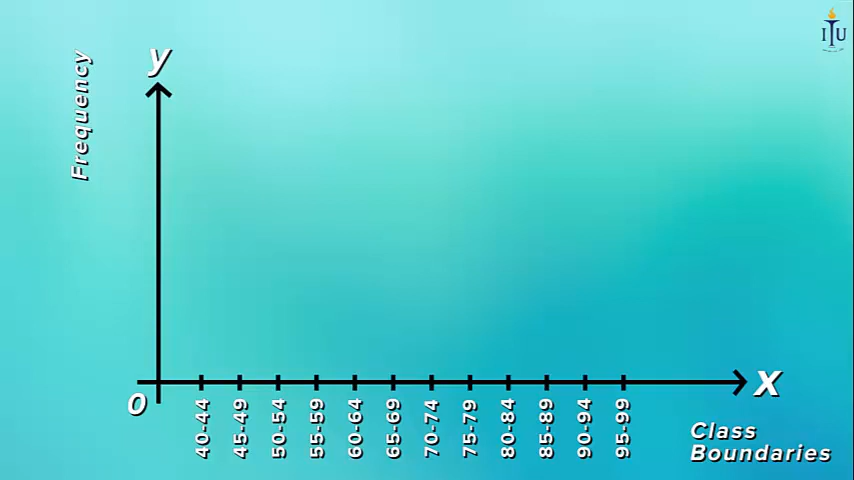 ITU
y
Frequency
x
0
40-44
45-49
50-54
55-59
60-64
65-69
70-74
75-79
80-84
85-89
90-94
95-99
Class
Boundaries